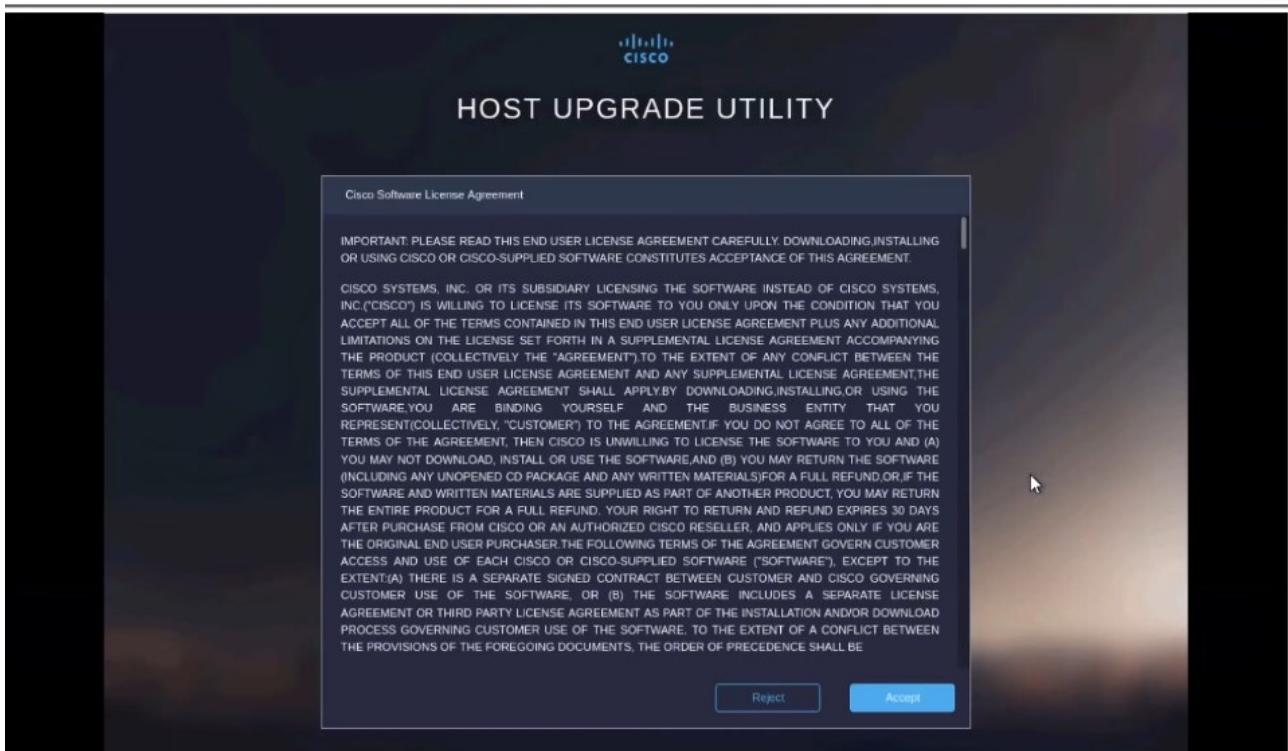 CISCO
HOST UPGRADE UTILITY
Cisco Software License Agreement
IMPORTANT: PLEASE READ THIS END USER LICENSE AGREEMENT CAREFULLY. DOWNLOADING,INSTALLING
OR USING CISCO OR CISCO-SUPPLIED SOFTWARE CONSTITUTES ACCEPTANCE OF THIS AGREEMENT.
CISCO SYSTEMS, INC. OR ITS SUBSIDIARY LICENSING THE SOFTWARE INSTEAD OF CISCO SYSTEMS,
INC.("CISCO") IS WILLING TO LICENSE ITS SOFTWARE TO YOU ONLY UPON THE CONDITION THAT YOU
ACCEPT ALL OF THE TERMS CONTAINED IN THIS END USER LICENSE AGREEMENT PLUS ANY ADDITIONAL
LIMITATIONS ON THE LICENSE SET FORTH IN A SUPPLEMENTAL LICENSE AGREEMENT ACCOMPANYING
THE PRODUCT (COLLECTIVELY THE "AGREEMENT").TO THE EXTENT OF ANY CONFLICT BETWEEN THE
TERMS OF THIS END USER LICENSE AGREEMENT AND ANY SUPPLEMENTAL LICENSE AGREEMENT,THE
SUPPLEMENTAL LICENSE AGREEMENT SHALL APPLY.BY DOWNLOADING,INSTALLING,OR USING THE
SOFTWARE,YOU ARE BINDING YOURSELF AND THE BUSINESS ENTITY THAT YOU
REPRESENT(COLLECTIVELY, "CUSTOMER") TO THE AGREEMENT.IF YOU DO NOT AGREE TO ALL OF THE
TERMS OF THE AGREEMENT, THEN CISCO IS UNWILLING TO LICENSE THE SOFTWARE TO YOU AND (A)
YOU MAY NOT DOWNLOAD, INSTALL OR USE THE SOFTWARE,AND (B) YOU MAY RETURN THE SOFTWARE
(INCLUDING ANY UNOPENED CD PACKAGE AND ANY WRITTEN MATERIALS)FOR A FULL REFUND,OR,IF THE
SOFTWARE AND WRITTEN MATERIALS ARE SUPPLIED AS PART OF ANOTHER PRODUCT, YOU MAY RETURN
THE ENTIRE PRODUCT FOR A FULL REFUND. YOUR RIGHT TO RETURN AND REFUND EXPIRES 30 DAYS
AFTER PURCHASE FROM CISCO OR AN AUTHORIZED CISCO RESELLER, AND APPLIES ONLY IF YOU ARE
THE ORIGINAL END USER PURCHASER.THE FOLLOWING TERMS OF THE AGREEMENT GOVERN CUSTOMER
ACCESS AND USE OF EACH CISCO OR CISCO-SUPPLIED SOFTWARE ("SOFTWARE"), EXCEPT TO THE
EXTENT:(A) THERE IS A SEPARATE SIGNED CONTRACT BETWEEN CUSTOMER AND CISCO GOVERNING
CUSTOMER USE OF THE SOFTWARE, OR (B) THE SOFTWARE INCLUDES A SEPARATE LICENSE
AGREEMENT OR THIRD PARTY LICENSE AGREEMENT AS PART OF THE INSTALLATION AND/OR DOWNLOAD
PROCESS GOVERNING CUSTOMER USE OF THE SOFTWARE. TO THE EXTENT OF A CONFLICT BETWEEN
THE PROVISIONS OF THE FOREGOING DOCUMENTS, THE ORDER OF PRECEDENCE SHALL BE
Reject Accept